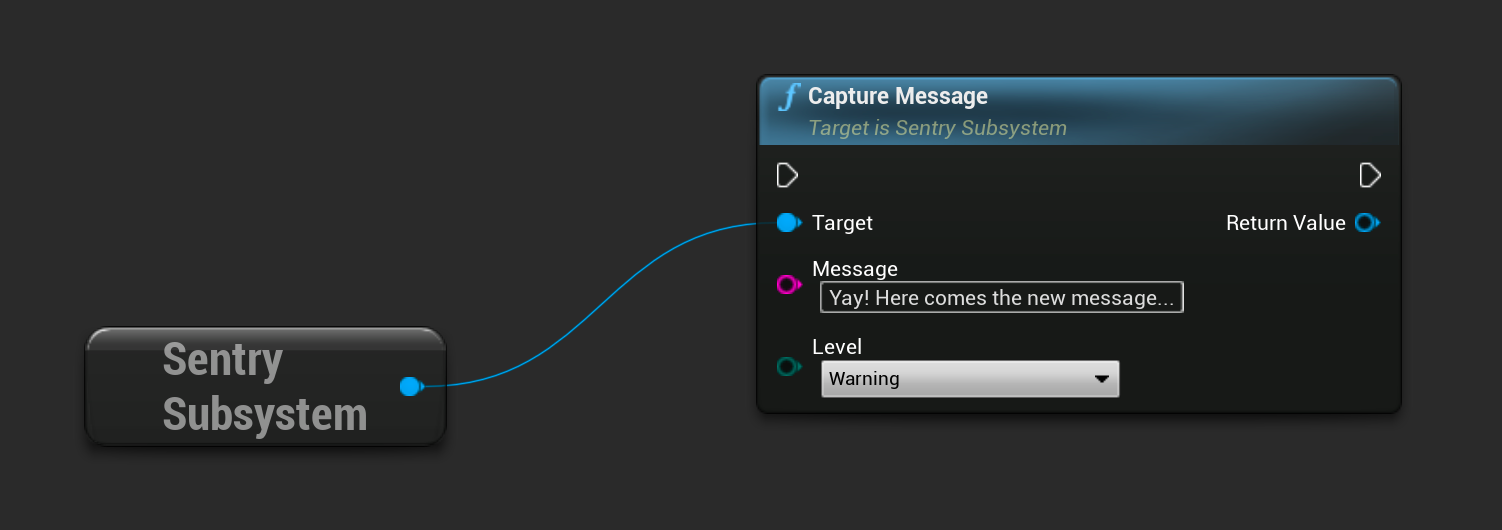 Capture Message
Target is Sentry Subsystem
Target
Return Value
Message
Yay! Here comes the new message...
Level
Warning
Sentry
Subsystem